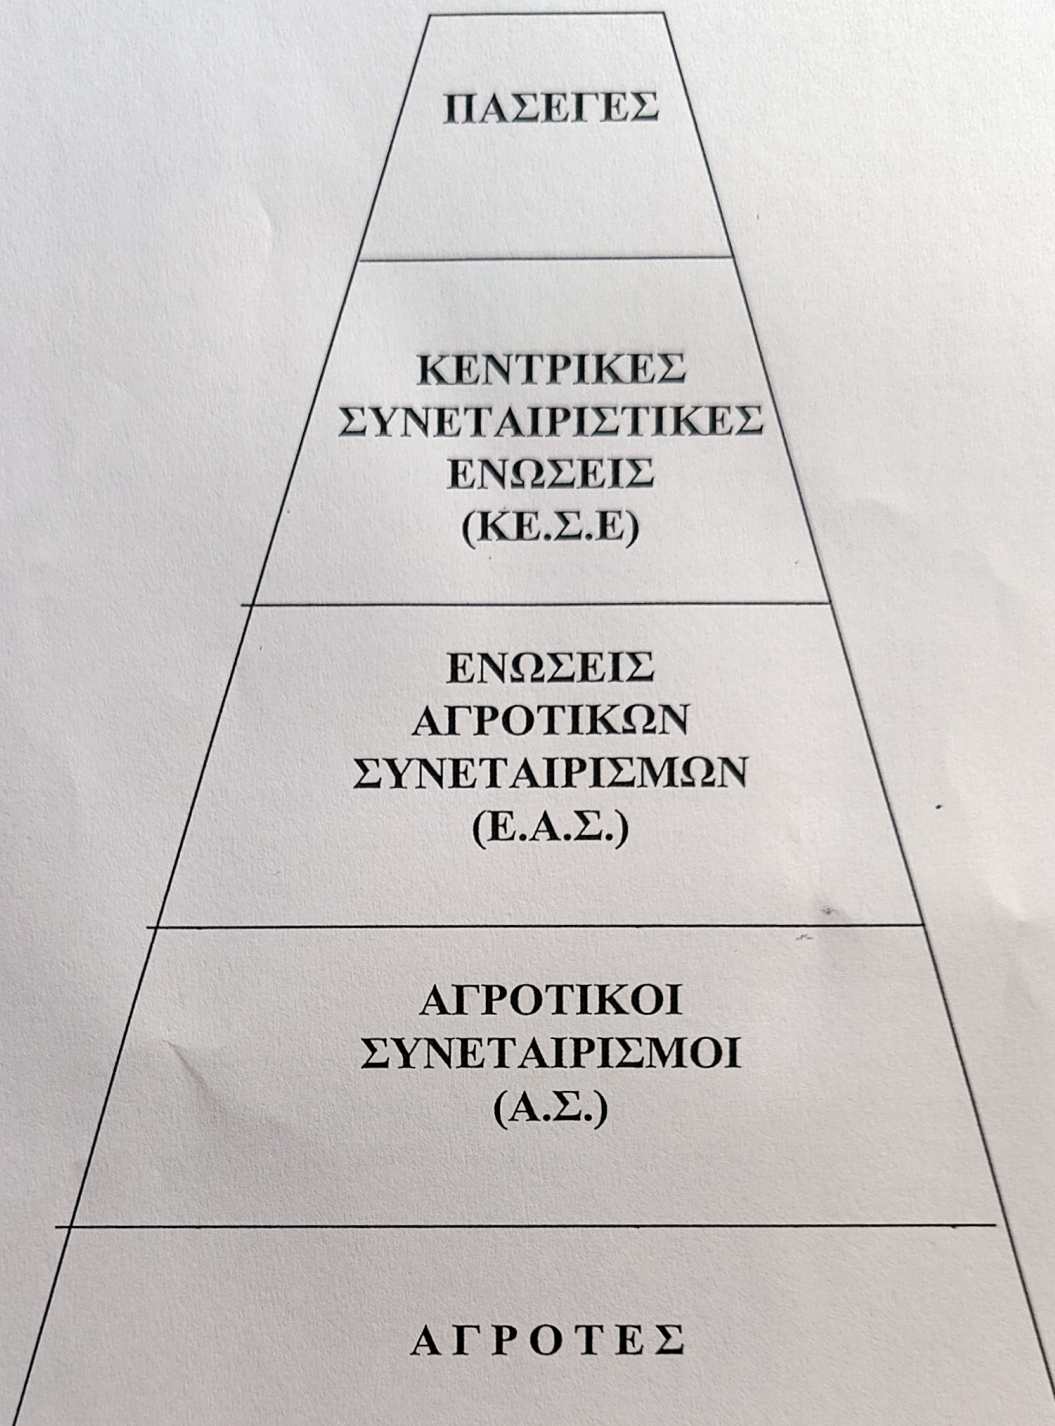 ΠΑΣΕΓΕΣ
ΚΕΝΤΡΙΚΕΣ
ΣΥΝΕΤΑΙΡΙΣΤΙΚΕΣ
ΕΝΩΣΕΙΣ
(ΚΕ.Σ.Ε)
ΕΝΩΣΕΙΣ
ΑΓΡΟΤΙΚΩΝ
ΣΥΝΕΤΑΙΡΙΣΜΩΝ
(Ε.Α.Σ.)
ΑΓΡΟΤΙΚΟΙ
ΣΥΝΕΤΑΙΡΙΣΜΟΙ
(Α.Σ.)
ΑΓΡΟΤΕΣ